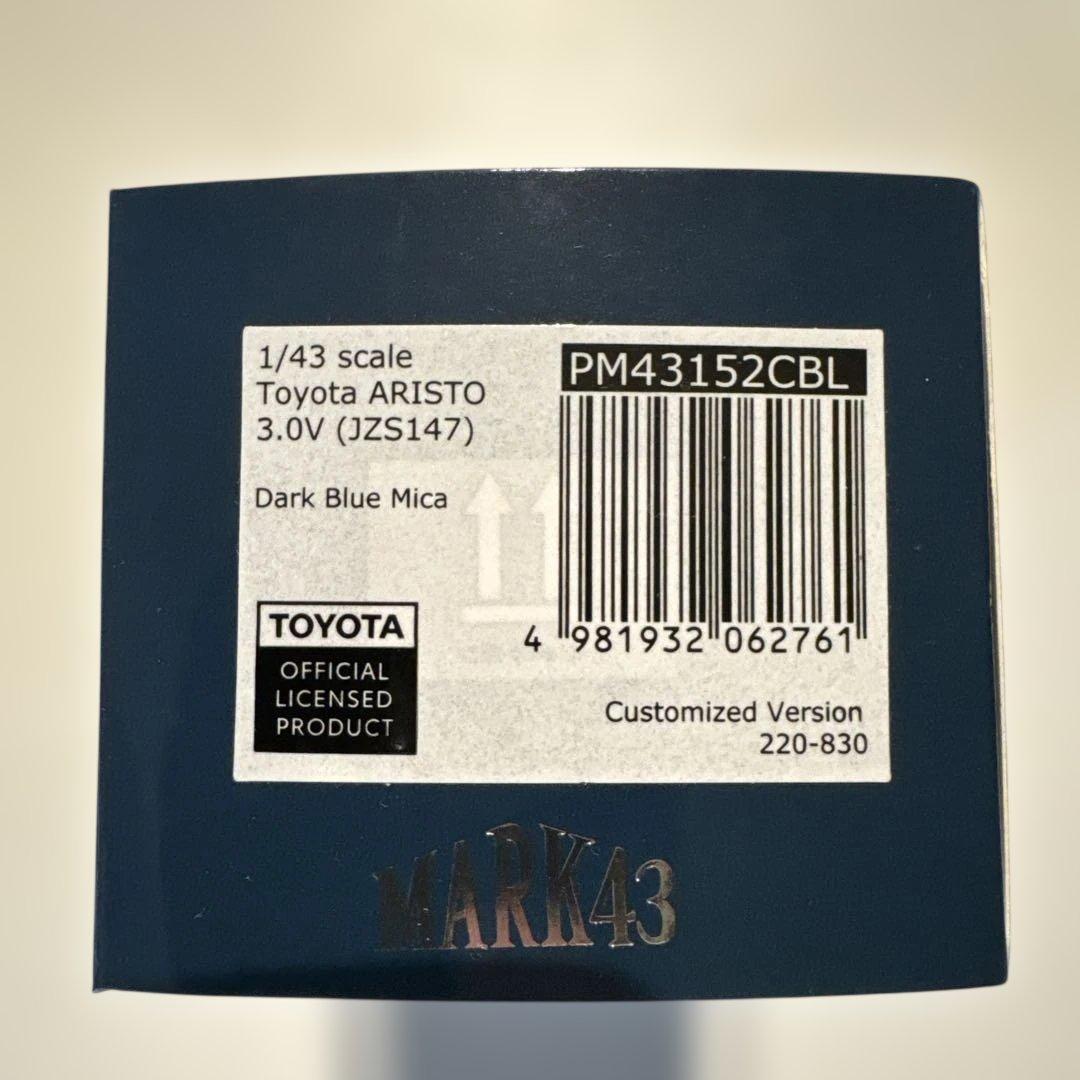 1/43 scale
Toyota ARISTO
3.0V (JZS147)
Dark Blue Mica
PM43152CBL
4 981932 062761
TOYOTA
OFFICIAL
LICENSED
PRODUCT
Customized Version
220-830
MARK43